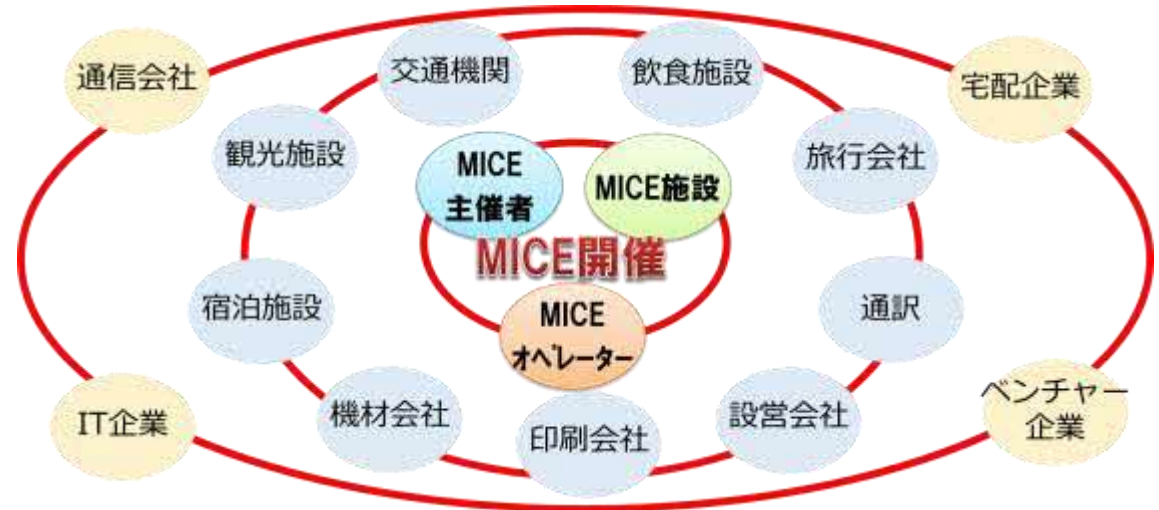 交通機関
飲食施設
通信会社
宅配企業
観光施設
旅行会社
MICE
主催者
MICE施設
MICE開催
宿泊施設
通訳
MICE
オペレーター
IT企業
機材会社
印刷会社
設営会社
ベンチャー
企業